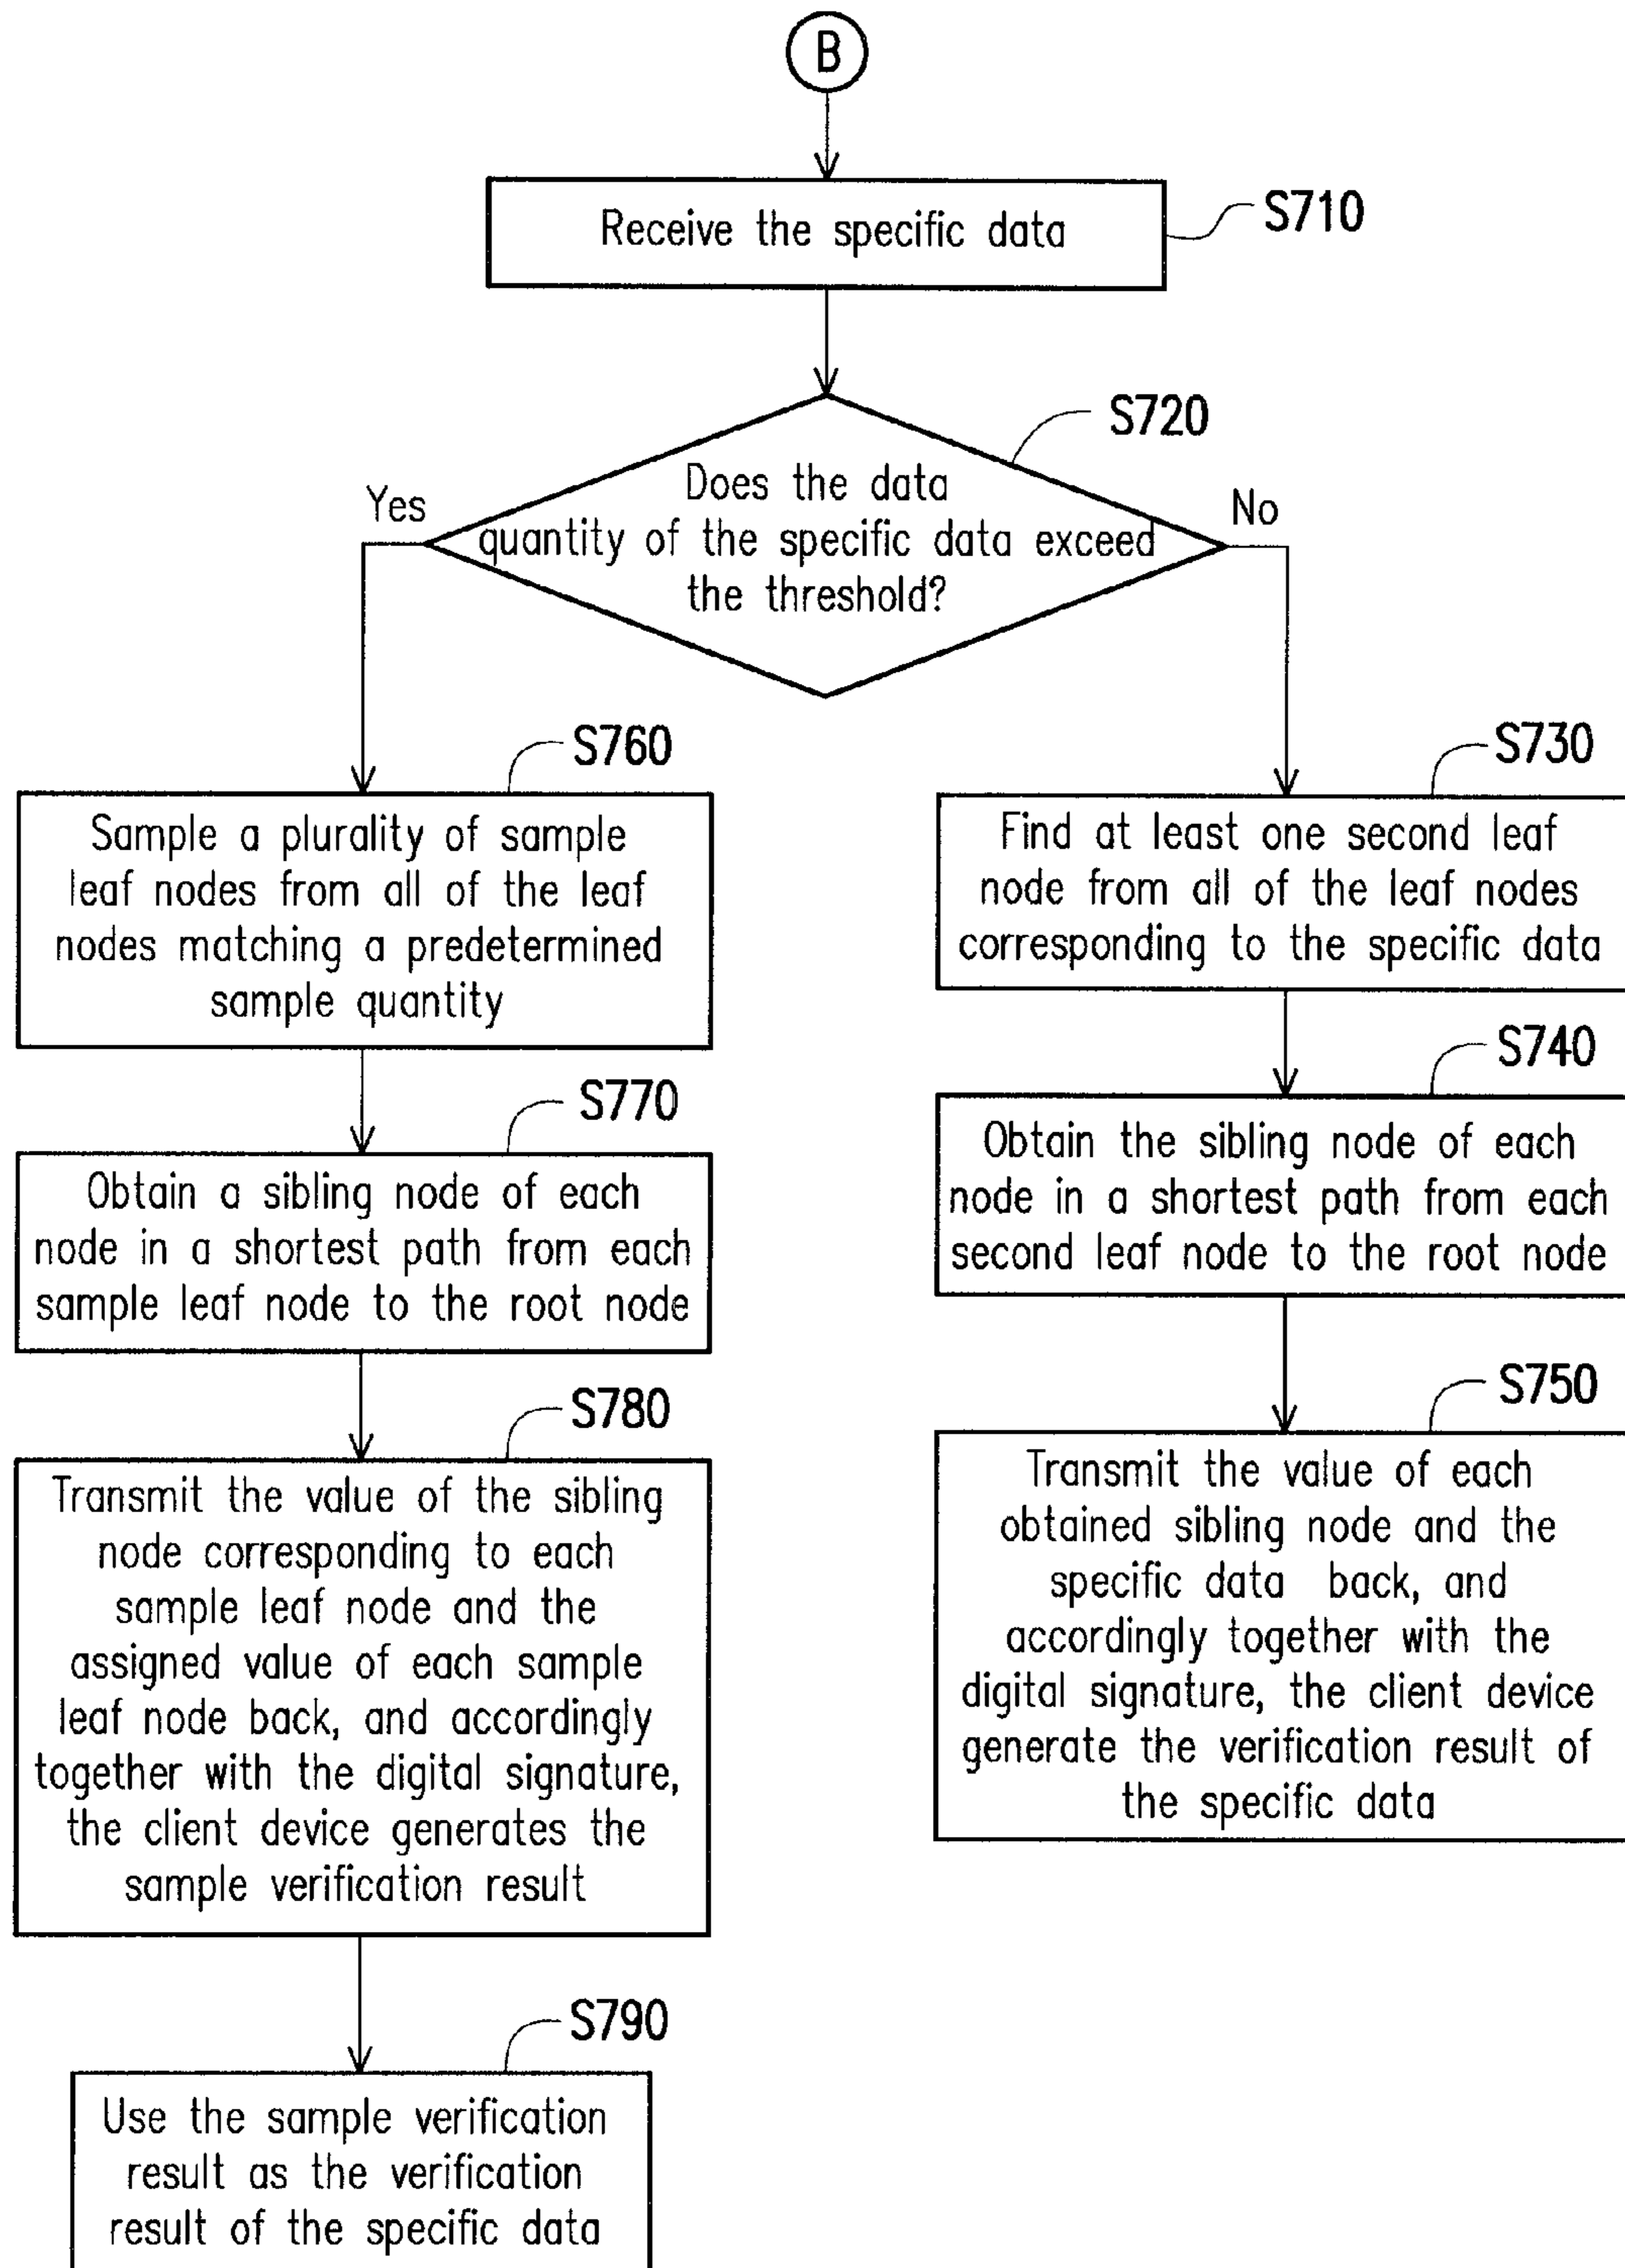 B
Receive the specific data
S710
S720
Does the data
quantity of the specific data exceed
the threshold?
Yes
No
S760
Sample a plurality of sample
leaf nodes from all of the leaf
nodes matching a predetermined
sample quantity
S770
Obtain a sibling node of each
node in a shortest path from each
sample leaf node to the root node
S780
Transmit the value of the sibling
node corresponding to each
sample leaf node and the
assigned value of each sample
leaf node back, and accordingly
together with the digital signature,
the client device generates the
sample verification result
S790
Use the sample verification
result as the verification
result of the specific data
S730
Find at least one second leaf
node from all of the leaf nodes
corresponding to the specific data
S740
Obtain the sibling node of each
node in a shortest path from each
second leaf node to the root node
S750
Transmit the value of each
obtained sibling node and the
specific data back, and
accordingly together with the
digital signature, the client device
generate the verification result of
the specific data